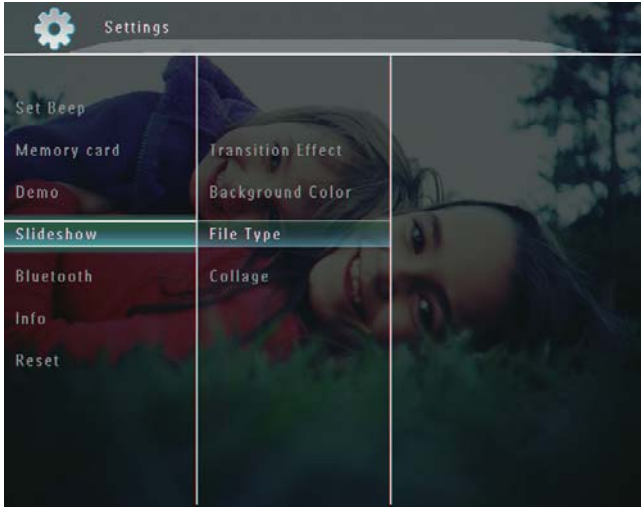 Settings
Set Beep
Memory card
Demo
Slideshow
Bluetooth
Info
Reset
Transition Effect
Background Color
File Type
Collage